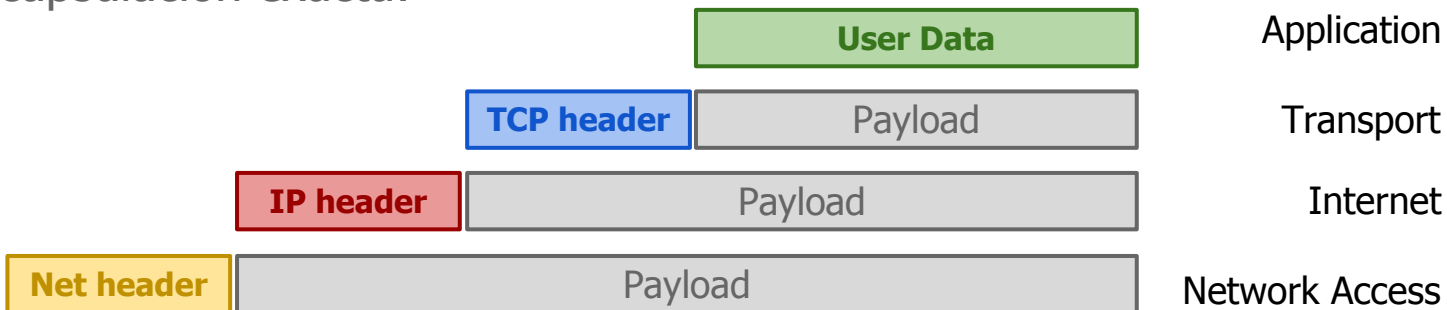 User Data Application
TCP header Payload Transport
IP header Payload Internet
Net header Payload Network Access